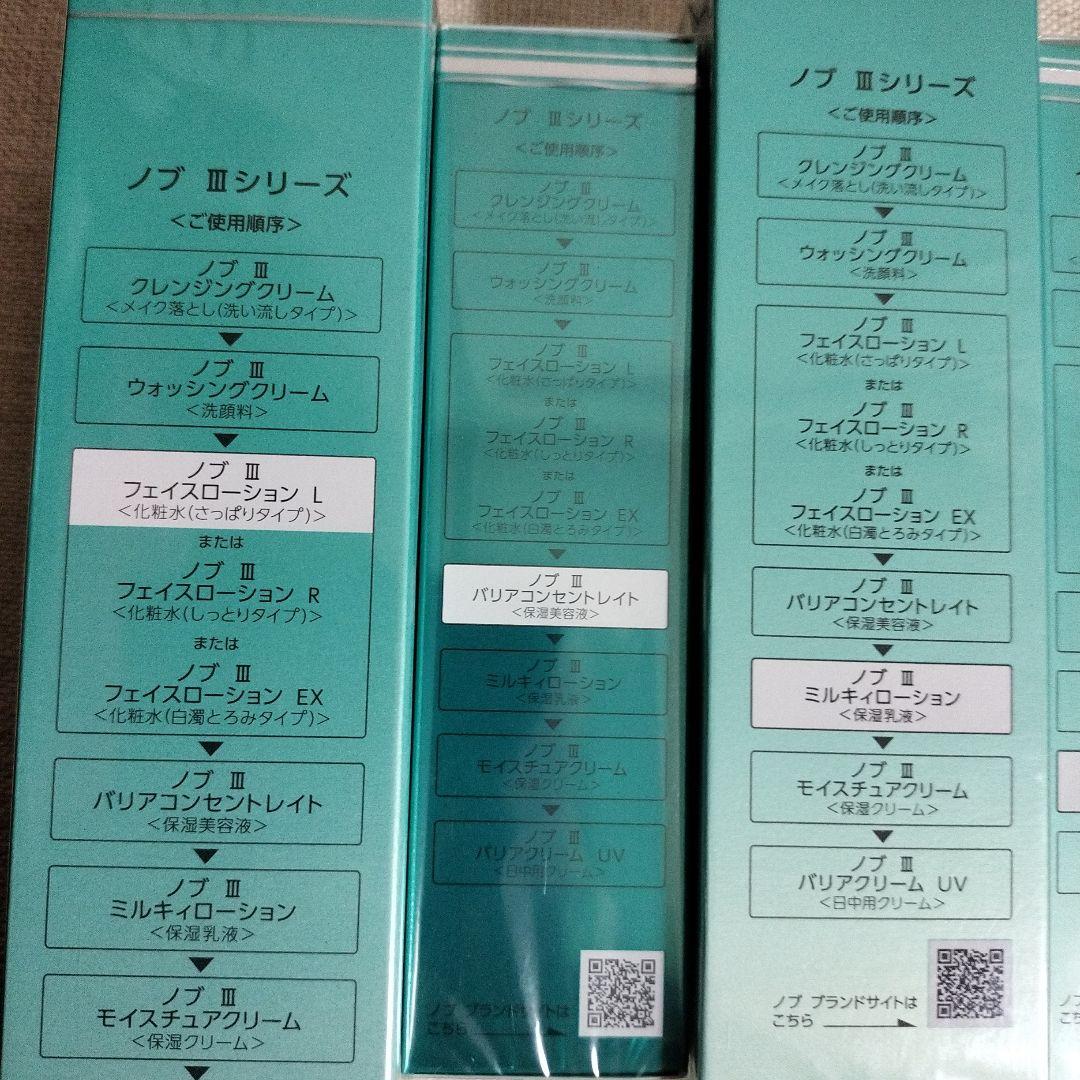 ノブ Ⅲシリーズ
<ご使用順序>
ノブ Ⅲ
クレンジングクリーム
<メイク落とし(洗い流しタイプ)>
ノブ Ⅲ
ウォッシングクリーム
<洗顔料>
ノブ Ⅲ
フェイスローション L
<化粧水(さっぱりタイプ)>
または
ノブ Ⅲ
フェイスローション R
<化粧水(しっとりタイプ)>
または
ノブ Ⅲ
フェイスローション EX
<化粧水(白濁とろみタイプ)>
ノブ Ⅲ
バリアコンセントレイト
<保湿美容液>
ノブ Ⅲ
ミルキィローション
<保湿乳液>
ノブ Ⅲ
モイスチュアクリーム
<保湿クリーム>
ノブ Ⅲシリーズ
<ご使用順序>
ノブ Ⅲ
クレンジングクリーム
<メイク落とし(洗い流しタイプ)>
ノブ Ⅲ
ウォッシングクリーム
<洗顔料>
ノブ Ⅲ
フェイスローション L
<化粧水(さっぱりタイプ)>
または
ノブ Ⅲ
フェイスローション R
<化粧水(しっとりタイプ)>
または
ノブ Ⅲ
フェイスローション EX
<化粧水(白濁とろみタイプ)>
ノブ Ⅲ
バリアコンセントレイト
<保湿美容液>
ノブ Ⅲ
ミルキィローション
<保湿乳液>
ノブ Ⅲ
モイスチュアクリーム
<保湿クリーム>
ノブ Ⅲ
バリアクリーム UV
<日中用クリーム>
ノブ ブランドサイトは
こちら
ノブ Ⅲシリーズ
<ご使用順序>
ノブ Ⅲ
クレンジングクリーム
<メイク落とし(洗い流しタイプ)>
ノブ Ⅲ
ウォッシングクリーム
<洗顔料>
ノブ Ⅲ
フェイスローション L
<化粧水(さっぱりタイプ)>
または
ノブ Ⅲ
フェイスローション R
<化粧水(しっとりタイプ)>
または
ノブ Ⅲ
フェイスローション EX
<化粧水(白濁とろみタイプ)>
ノブ Ⅲ
バリアコンセントレイト
<保湿美容液>
ノブ Ⅲ
ミルキィローション
<保湿乳液>
ノブ Ⅲ
モイスチュアクリーム
<保湿クリーム>
ノブ Ⅲ
バリアクリーム UV
<日中用クリーム>
ノブ ブランドサイトは
こちら